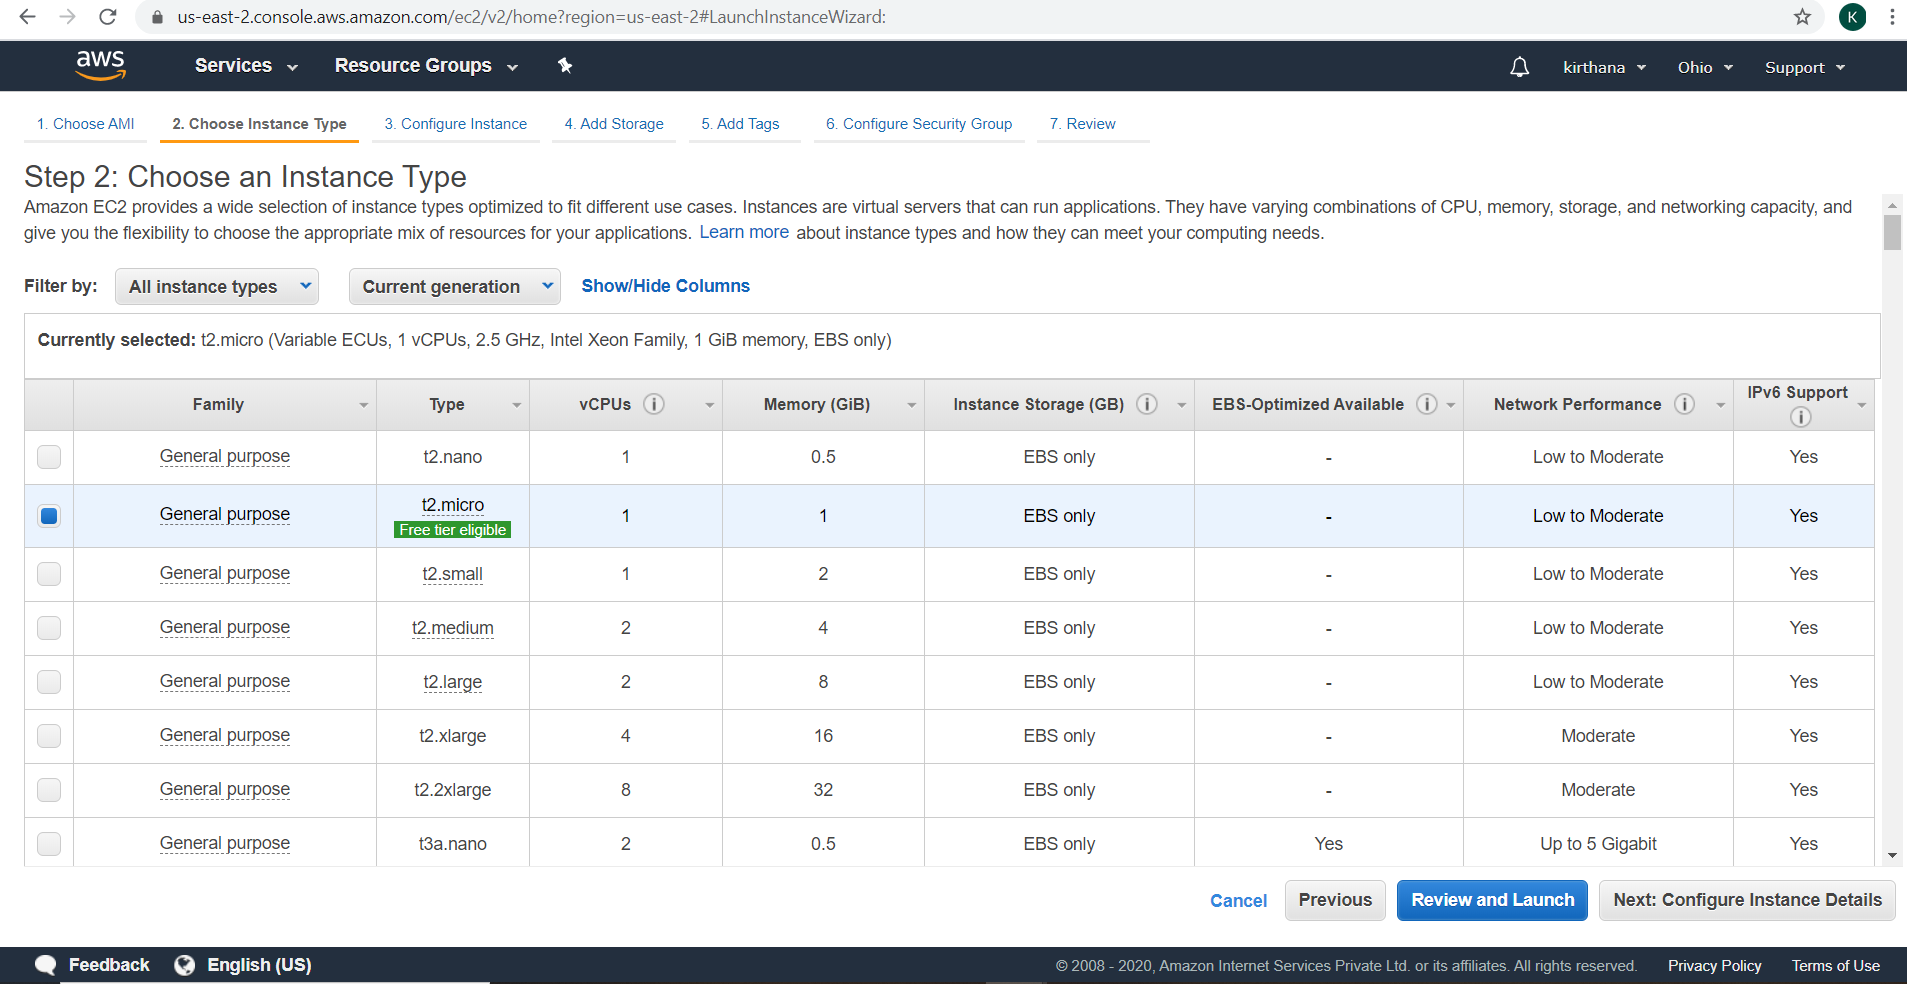 us-east-2.console.aws.amazon.com/ec2/v2/home?region=us-east-2#LaunchInstanceWizard:
K
aws Services Resource Groups kirthana Ohio Support
1. Choose AMI 2. Choose Instance Type 3. Configure Instance 4. Add Storage 5. Add Tags 6. Configure Security Group 7. Review
Step 2: Choose an Instance Type
Amazon EC2 provides a wide selection of instance types optimized to fit different use cases. Instances are virtual servers that can run applications. They have varying combinations of CPU, memory, storage, and networking capacity, and
give you the flexibility to choose the appropriate mix of resources for your applications. Learn more about instance types and how they can meet your computing needs.
Filter by: All instance types Current generation Show/Hide Columns
Currently selected: t2.micro (Variable ECUs, 1 vCPUs, 2.5 GHz, Intel Xeon Family, 1 GiB memory, EBS only)
Family Type vCPUs i Memory (GiB) Instance Storage (GB) i EBS-Optimized Available i Network Performance i IPv6 Support i
General purpose t2.nano 1 0.5 EBS only - Low to Moderate Yes
General purpose t2.micro Free tier eligible 1 1 EBS only - Low to Moderate Yes
General purpose t2.small 1 2 EBS only - Low to Moderate Yes
General purpose t2.medium 2 4 EBS only - Low to Moderate Yes
General purpose t2.large 2 8 EBS only - Low to Moderate Yes
General purpose t2.xlarge 4 16 EBS only - Moderate Yes
General purpose t2.2xlarge 8 32 EBS only - Moderate Yes
General purpose t3a.nano 2 0.5 EBS only Yes Up to 5 Gigabit Yes
Cancel Previous Review and Launch Next: Configure Instance Details
Feedback English (US) © 2008 - 2020, Amazon Internet Services Private Ltd. or its affiliates. All rights reserved. Privacy Policy Terms of Use